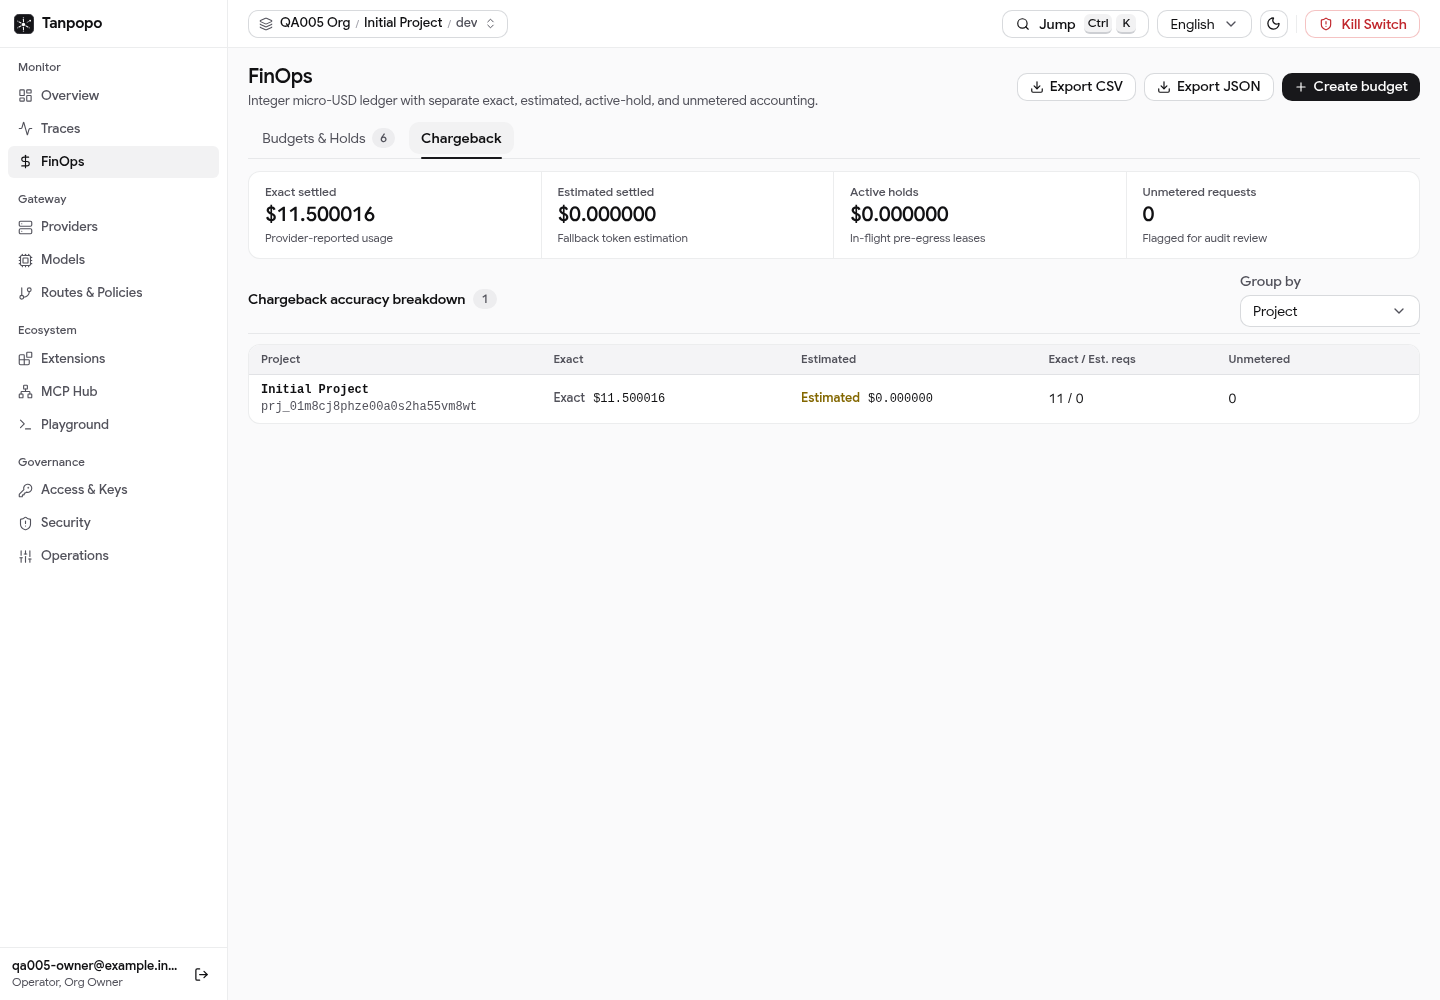 Tanpopo
QA005 Org / Initial Project / dev
Jump Ctrl K
English
Kill Switch
Monitor
Overview
Traces
FinOps
Gateway
Providers
Models
Routes & Policies
Ecosystem
Extensions
MCP Hub
Playground
Governance
Access & Keys
Security
Operations
qa005-owner@example.in...
Operator, Org Owner
FinOps
Integer micro-USD ledger with separate exact, estimated, active-hold, and unmetered accounting.
Export CSV
Export JSON
Create budget
Budgets & Holds 6
Chargeback
Exact settled
$11.500016
Provider-reported usage
Estimated settled
$0.000000
Fallback token estimation
Active holds
$0.000000
In-flight pre-egress leases
Unmetered requests
0
Flagged for audit review
Chargeback accuracy breakdown 1
Group by
Project
Project Exact Estimated Exact / Est. reqs Unmetered
Initial Project
prj_01m8cj8phze00a0s2ha55vm8wt
Exact $11.500016
Estimated $0.000000
11 / 0
0